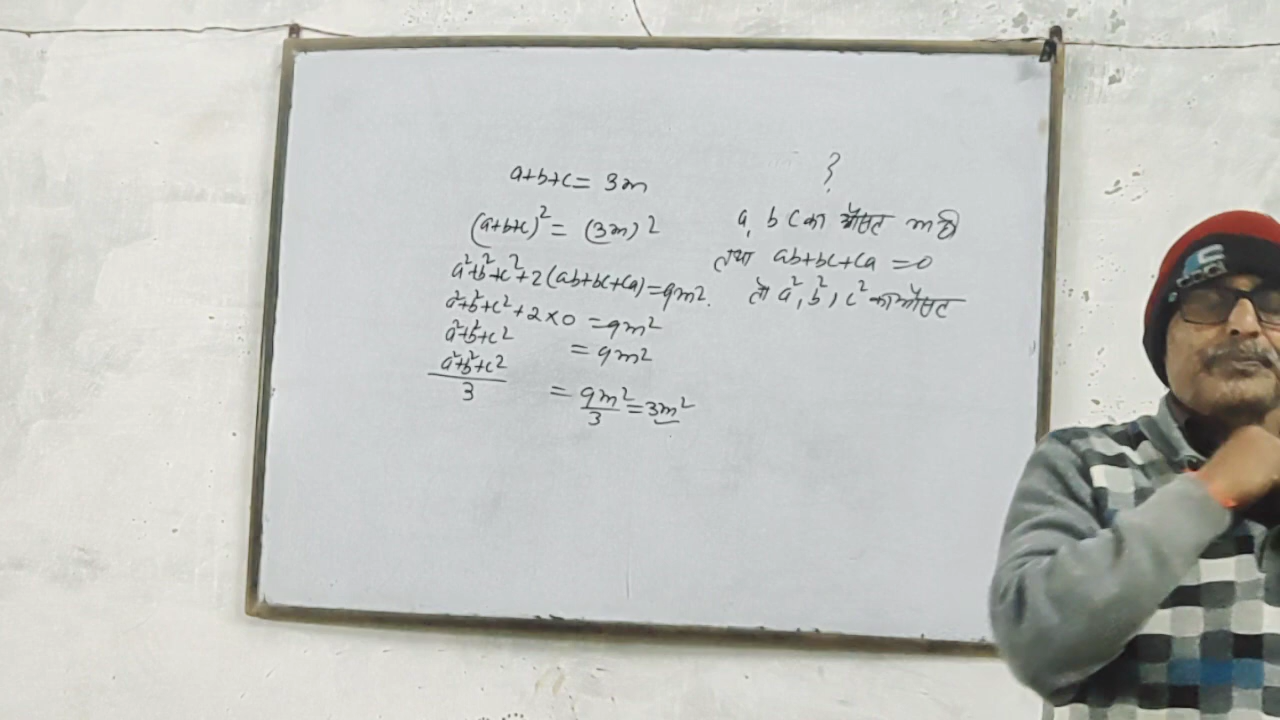 a+b+c = 3m
(a+b+c)² = (3m)²
a²+b²+c²+2(ab+bc+ca)=9m².
a²+b²+c²+2×0 =9m²
a²+b²+c² = 9m²
a²+b²+c²/3 = 9m²/3 =3m²
?
a, b c का औसत m है
तथा ab+bc+ca =0
तो a², b², c² का औसत